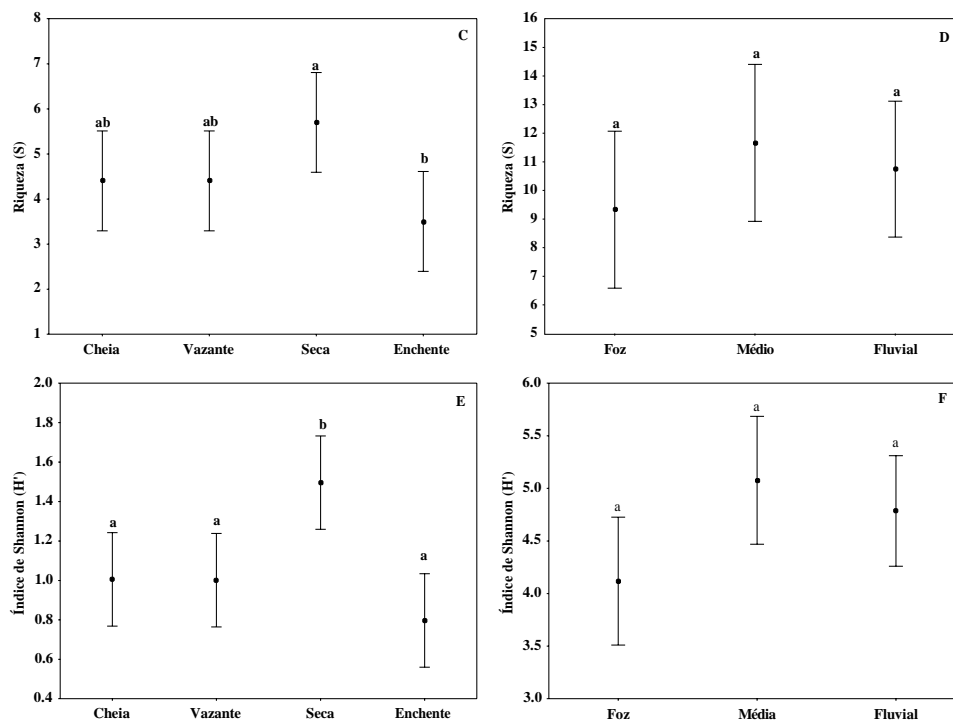 C
8
7
6
5
4
3
2
1
Riqueza (S)
ab
ab
a
b
Cheia
Vazante
Seca
Enchente
D
16
15
14
13
12
11
10
9
8
7
6
5
Riqueza (S)
a
a
a
Foz
Médio
Fluvial
E
2.0
1.8
1.6
1.4
1.2
1.0
0.8
0.6
0.4
Índice de Shannon (H')
a
a
b
a
Cheia
Vazante
Seca
Enchente
F
6.0
5.5
5.0
4.5
4.0
3.5
3.0
Índice de Shannon (H')
a
a
a
Foz
Média
Fluvial